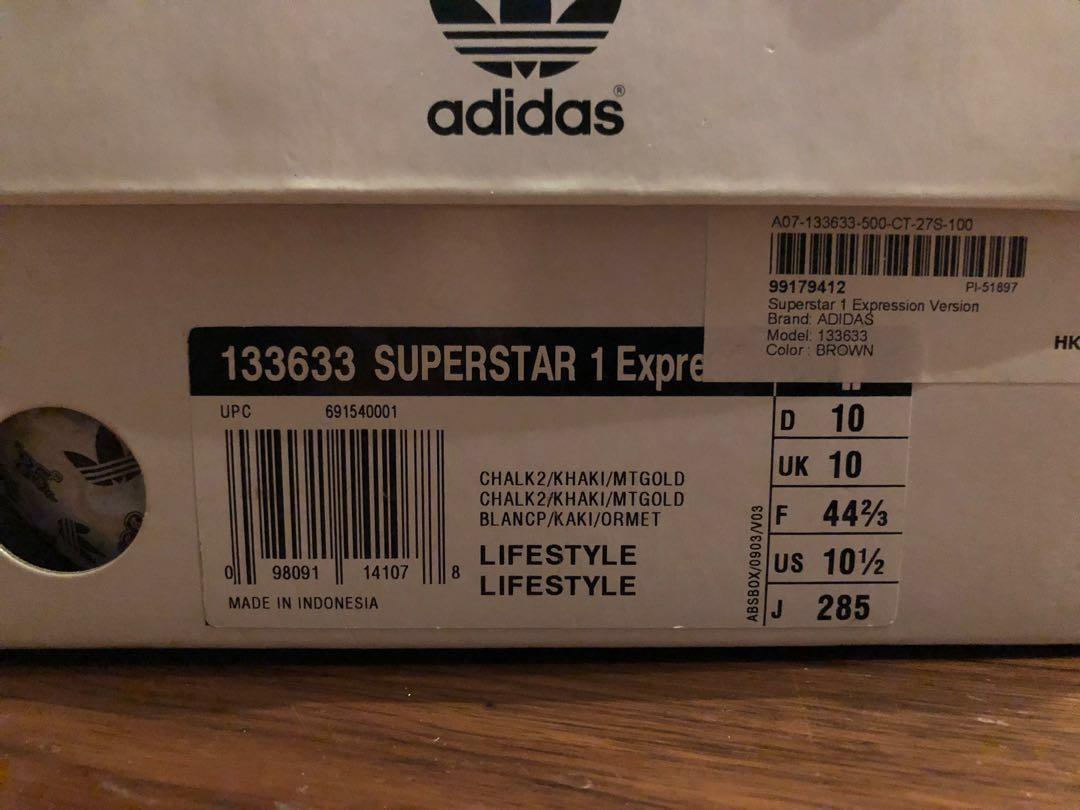 adidas®
A07-133633-500-CT-27S-100
99179412 PI-51897
Superstar 1 Expression Version
Brand: ADIDAS
Model: 133633
Color : BROWN
HK
133633 SUPERSTAR 1 Expre
UPC 691540001
0 98091 14107 8
MADE IN INDONESIA
CHALK2/KHAKI/MTGOLD
CHALK2/KHAKI/MTGOLD
BLANCP/KAKI/ORMET
LIFESTYLE
LIFESTYLE
ABSBOX/0903/V03
D 10
UK 10
F 44⅔
US 10½
J 285